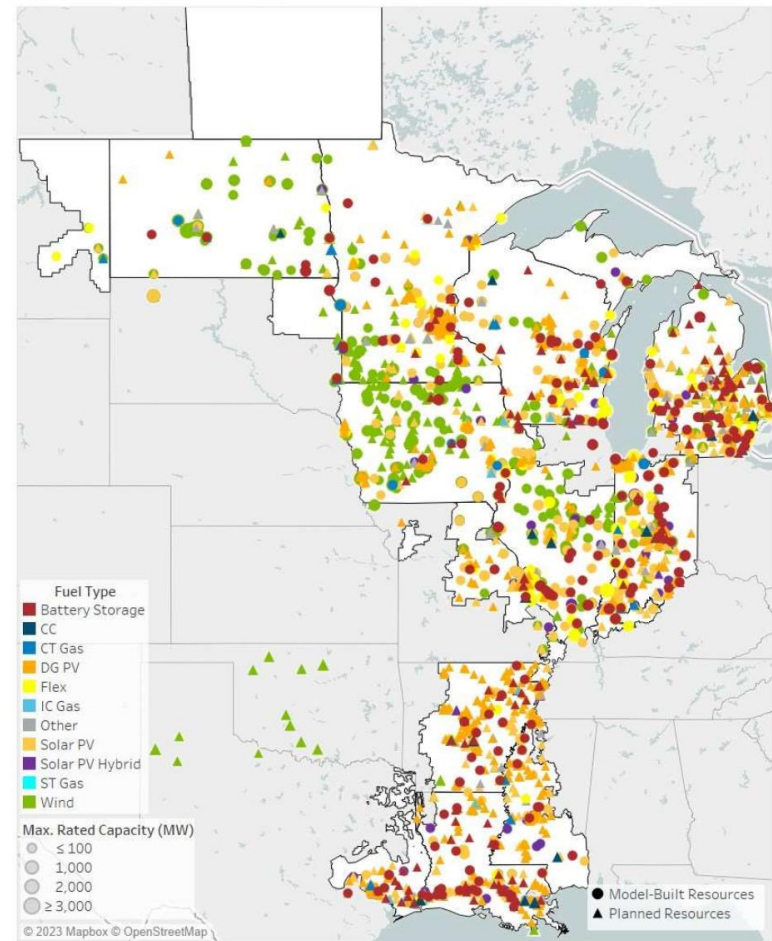 Fuel Type
Battery Storage
CC
CT Gas
DG PV
Flex
IC Gas
Other
Solar PV
Solar PV Hybrid
ST Gas
Wind
Max. Rated Capacity (MW)
≤ 100
1,000
2,000
≥ 3,000
© 2023 Mapbox © OpenStreetMap
Model-Built Resources
Planned Resources